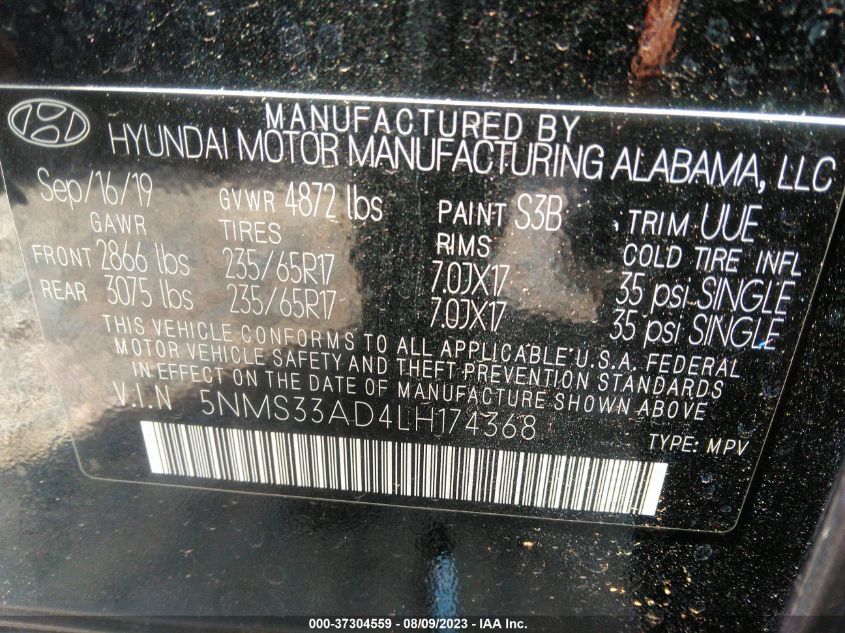 MANUFACTURED BY
HYUNDAI MOTOR MANUFACTURING ALABAMA, LLC
Sep/16/19 GVWR 4872 lbs PAINT S3B TRIM UUE
GAWR TIRES RIMS COLD TIRE INFL
FRONT 2866 lbs 235/65R17 7.0JX17 35 psi SINGLE
REAR 3075 lbs 235/65R17 7.0JX17 35 psi SINGLE
THIS VEHICLE CONFORMS TO ALL APPLICABLE U.S.A. FEDERAL
MOTOR VEHICLE SAFETY AND THEFT PREVENTION STANDARDS
IN EFFECT ON THE DATE OF MANUFACTURE SHOWN ABOVE
V.I.N 5NMS33AD4LH174368
TYPE: MPV
000-37304559 - 08/09/2023 - IAA Inc.